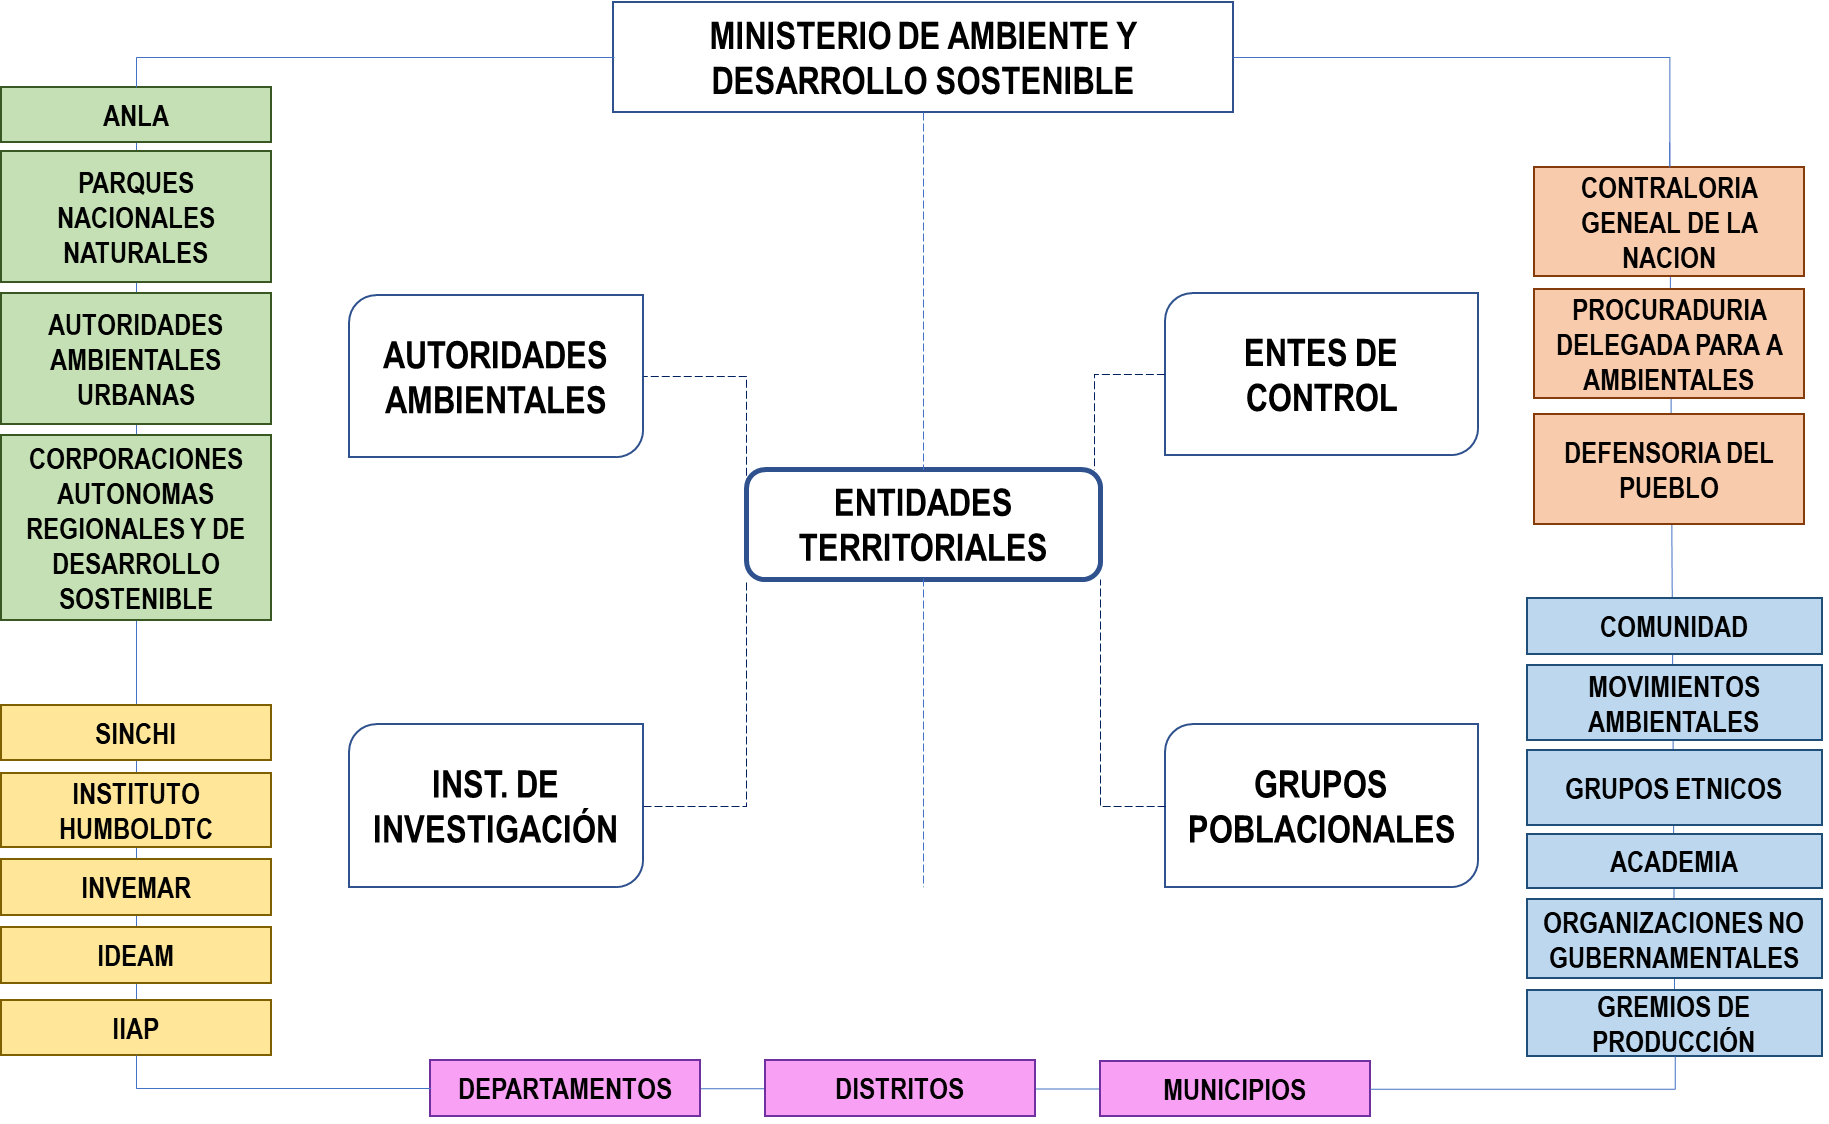 MINISTERIO DE AMBIENTE Y
DESARROLLO SOSTENIBLE
ANLA
PARQUES
NACIONALES
NATURALES
AUTORIDADES
AMBIENTALES
URBANAS
CORPORACIONES
AUTONOMAS
REGIONALES Y DE
DESARROLLO
SOSTENIBLE
SINCHI
INSTITUTO
HUMBOLDTC
INVEMAR
IDEAM
IIAP
AUTORIDADES
AMBIENTALES
INST. DE
INVESTIGACIÓN
ENTIDADES
TERRITORIALES
ENTES DE
CONTROL
GRUPOS
POBLACIONALES
CONTRALORIA
GENEAL DE LA
NACION
PROCURADURIA
DELEGADA PARA A
AMBIENTALES
DEFENSORIA DEL
PUEBLO
COMUNIDAD
MOVIMIENTOS
AMBIENTALES
GRUPOS ETNICOS
ACADEMIA
ORGANIZACIONES NO
GUBERNAMENTALES
GREMIOS DE
PRODUCCIÓN
DEPARTAMENTOS
DISTRITOS
MUNICIPIOS